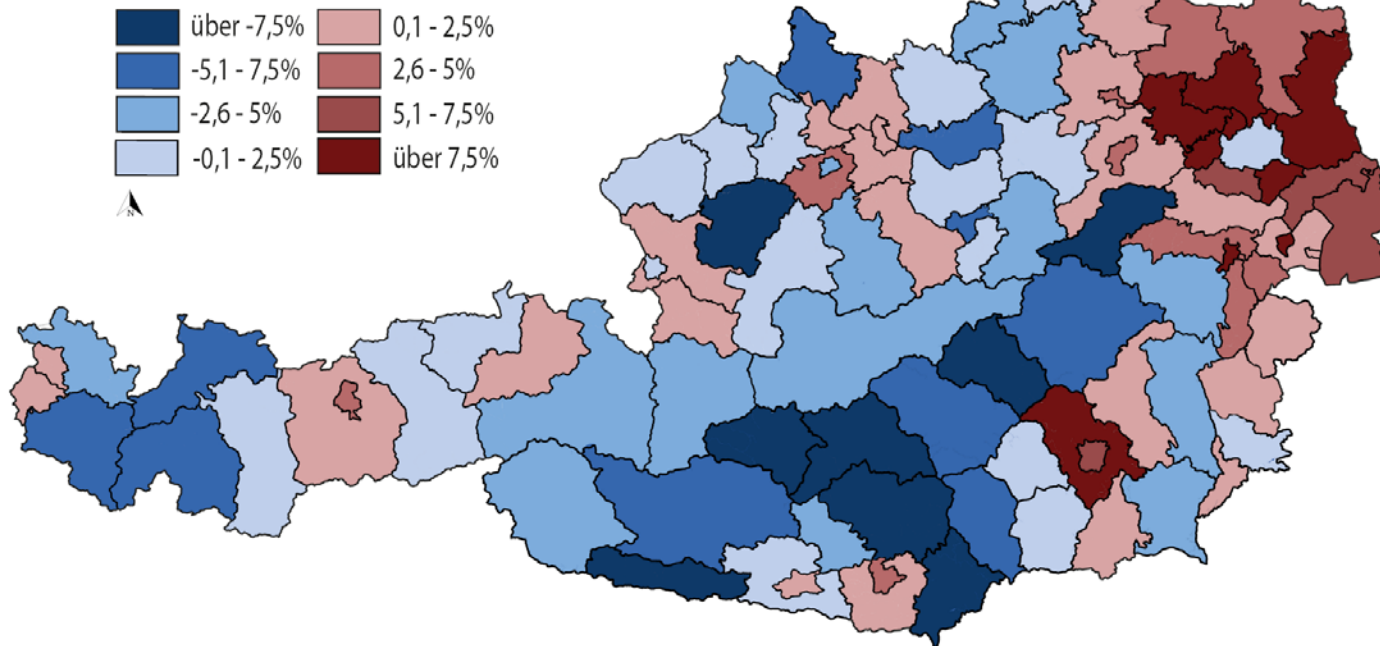 über -7,5%
-5,1 - 7,5%
-2,6 - 5%
-0,1 - 2,5%
0,1 - 2,5%
2,6 - 5%
5,1 - 7,5%
über 7,5%
N